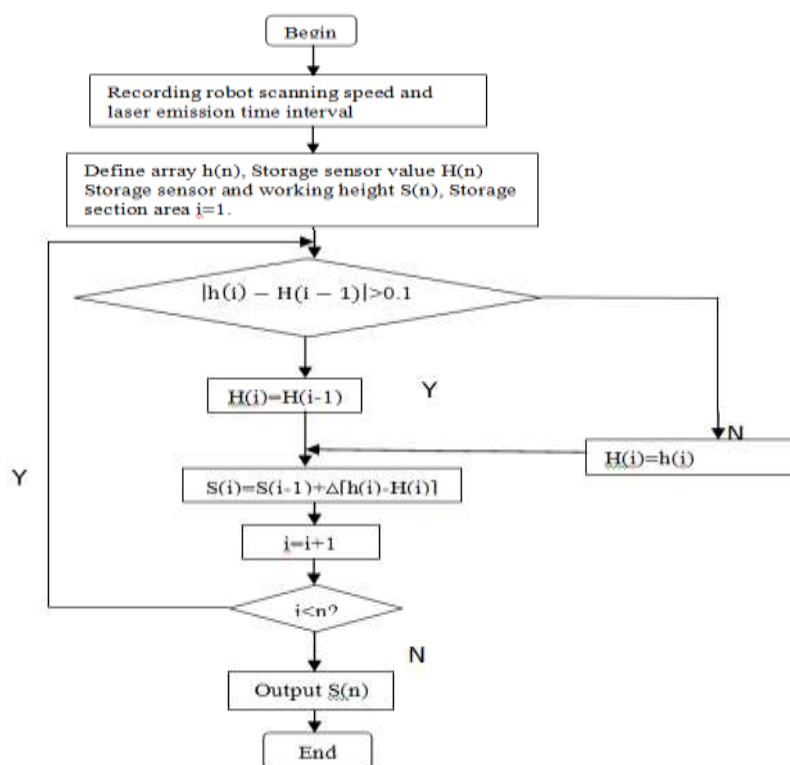 Begin
Recording robot scanning speed and
laser emission time interval
Define array h(n), Storage sensor value H(n)
Storage sensor and working height S(n), Storage
section area i=1.
|h(i) − H(i − 1)|>0.1
H(i)=H(i-1)
Y
N
H(i)=h(i)
Y
S(i)=S(i-1)+△[h(i)-H(i)]
i=i+1
i<n?
N
Output S(n)
End